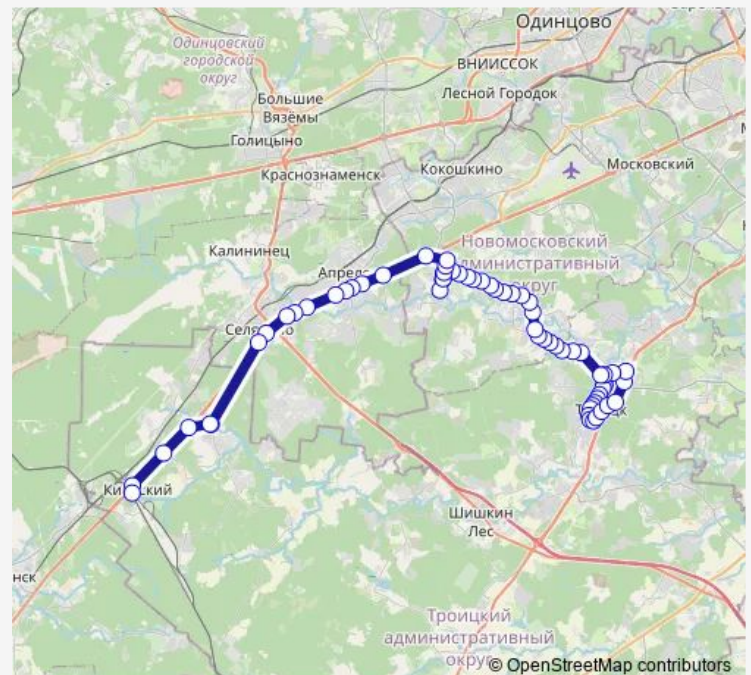 Одинцово
Одинцовский
городской
округ
ВНИИССОК
Лесной Городок
Большие
Вязёмы
Голицыно
Краснознаменск
Кокошкино
Московский
Калининец
Новомосковский
административный
округ
Шишкин
Лес
Троицкий
административный
округ
© OpenStreetMap contributors